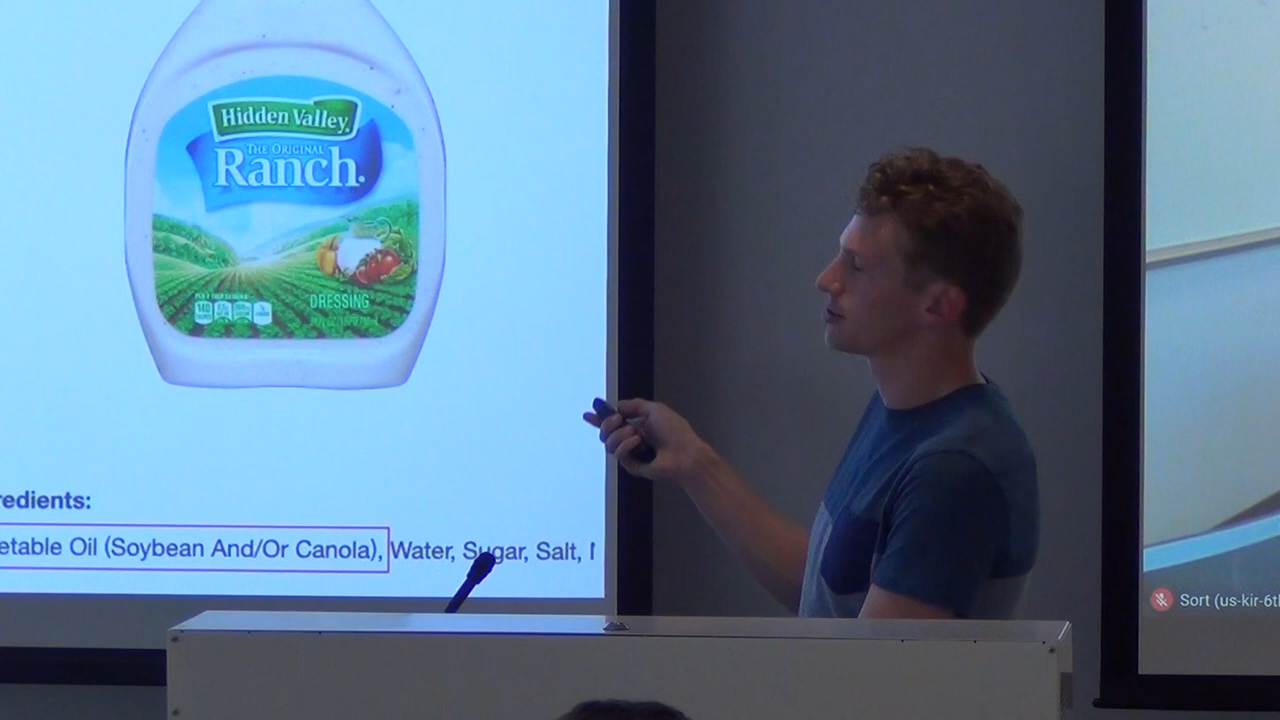 Hidden Valley®
THE ORIGINAL
Ranch®
140
DRESSING
redients:
etable Oil (Soybean And/Or Canola), Water, Sugar, Salt,
Sort (us-kir-6th